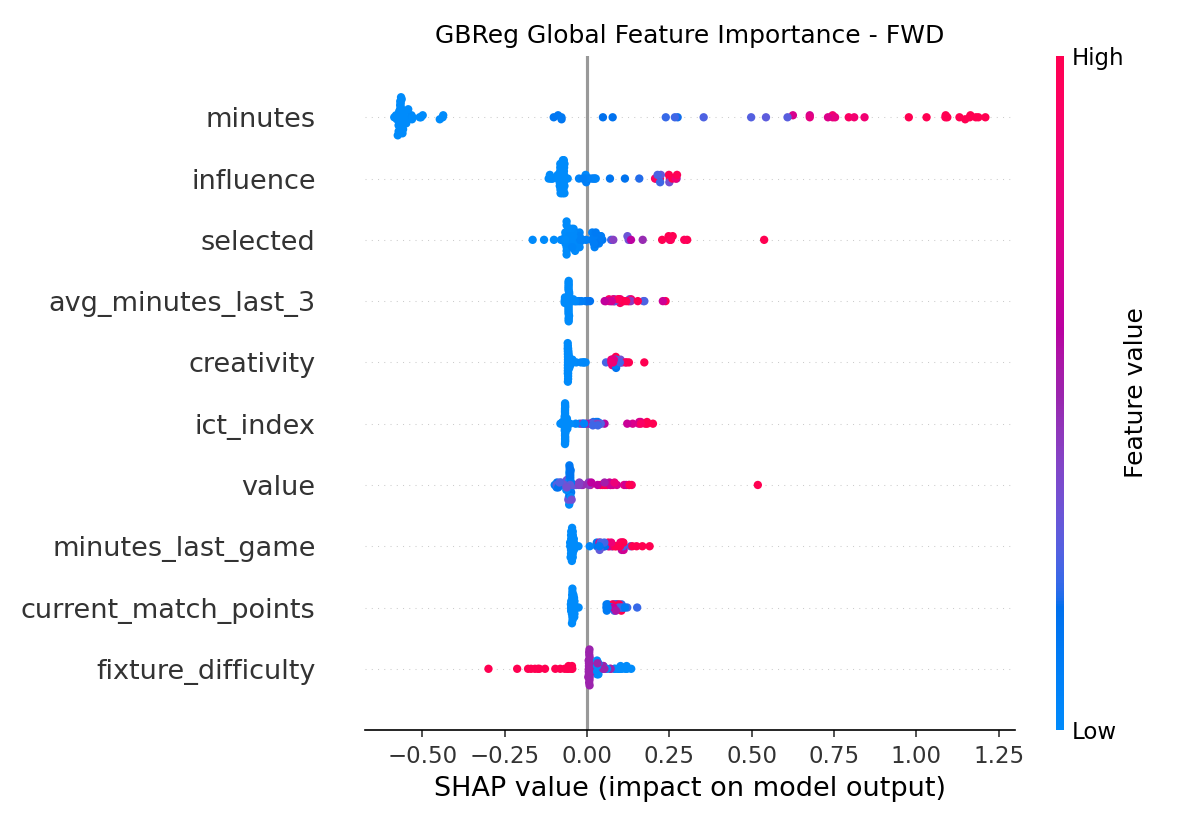 GBReg Global Feature Importance - FWD
High
minutes
influence
selected
avg_minutes_last_3
creativity
ict_index
value
minutes_last_game
current_match_points
fixture_difficulty
Feature value
Low
−0.50 −0.25 0.00 0.25 0.50 0.75 1.00 1.25
SHAP value (impact on model output)